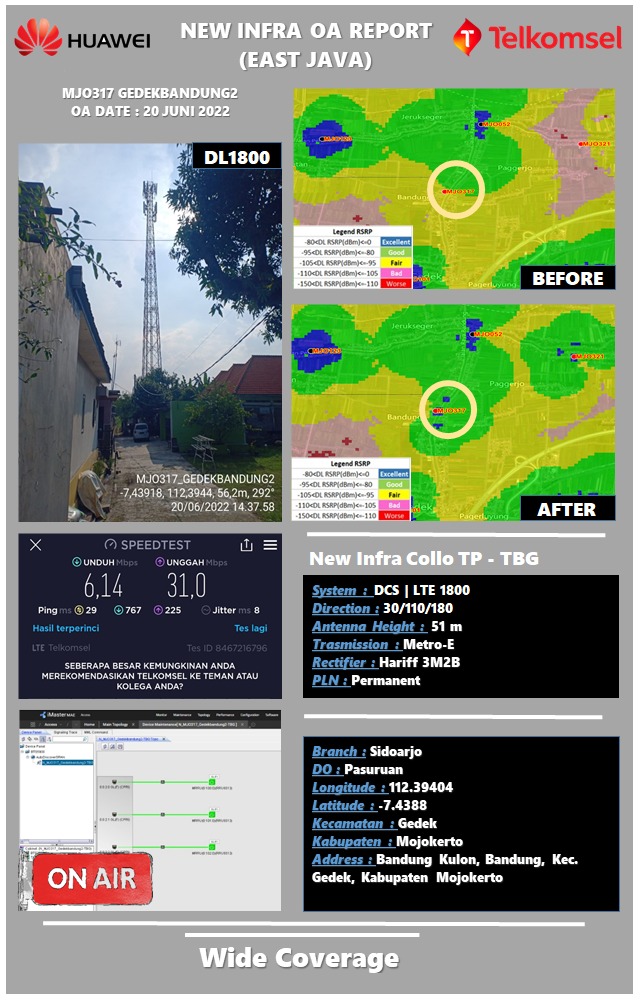 HUAWEI
NEW INFRA OA REPORT
(EAST JAVA)
Telkomsel
MJO317 GEDEKBANDUNG2
OA DATE : 20 JUNI 2022
DL1800
MJO317_GEDEKBANDUNG2
-7,43918, 112,3944, 56,2m, 292°
20/06/2022 14.37.58
Jerukseger
MJO052
MJO321
Paggerjo
Bandung
MJO317
Pagerluyung
Legend RSRP
-80<DL RSRP(dBm)<=0 Excellent
-95<DL RSRP(dBm)<=-80 Good
-105<DL RSRP(dBm)<=-95 Fair
-110<DL RSRP(dBm)<=-105 Bad
-150<DL RSRP(dBm)<=-110 Worse
BEFORE
Jerukseger
MJO052
MJO321
Paggerjo
Bandung
MJO317
Legend RSRP
-80<DL RSRP(dBm)<=0 Excellent
-95<DL RSRP(dBm)<=-80 Good
-105<DL RSRP(dBm)<=-95 Fair
-110<DL RSRP(dBm)<=-105 Bad
-150<DL RSRP(dBm)<=-110 Worse
AFTER
SPEEDTEST
UNDUH Mbps UNGGAH Mbps
6,14 31,0
Ping ms 29 767 225 Jitter ms 8
Hasil terperinci Tes lagi
LTE Telkomsel Tes ID 8467216796
SEBERAPA BESAR KEMUNGKINAN ANDA
MEREKOMENDASIKAN TELKOMSEL KE TEMAN ATAU
KOLEGA ANDA?
New Infra Collo TP - TBG
System : DCS | LTE 1800
Direction : 30/110/180
Antenna Height : 51 m
Trasmission : Metro-E
Rectifier : Hariff 3M2B
PLN : Permanent
iMaster MAE
ON AIR
Branch : Sidoarjo
DO : Pasuruan
Longitude : 112.39404
Latitude : -7.4388
Kecamatan : Gedek
Kabupaten : Mojokerto
Address : Bandung Kulon, Bandung, Kec.
Gedek, Kabupaten Mojokerto
Wide Coverage